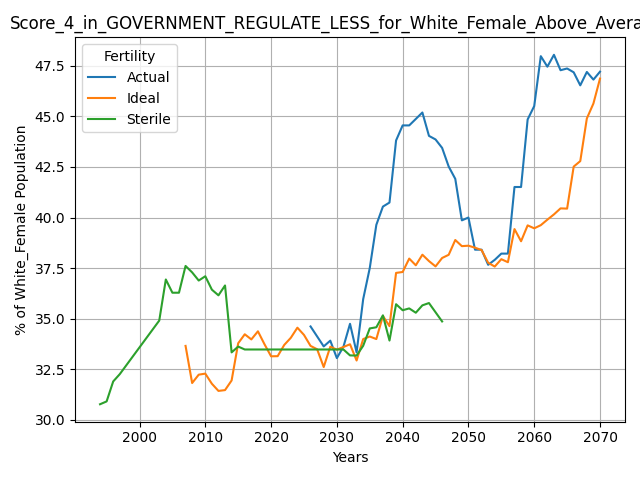 Score_4_in_GOVERNMENT_REGULATE_LESS_for_White_Female_Above_Avera
Fertility
Actual
Ideal
Sterile
47.5
45.0
42.5
40.0
37.5
35.0
32.5
30.0
% of White_Female Population
2000 2010 2020 2030 2040 2050 2060 2070
Years